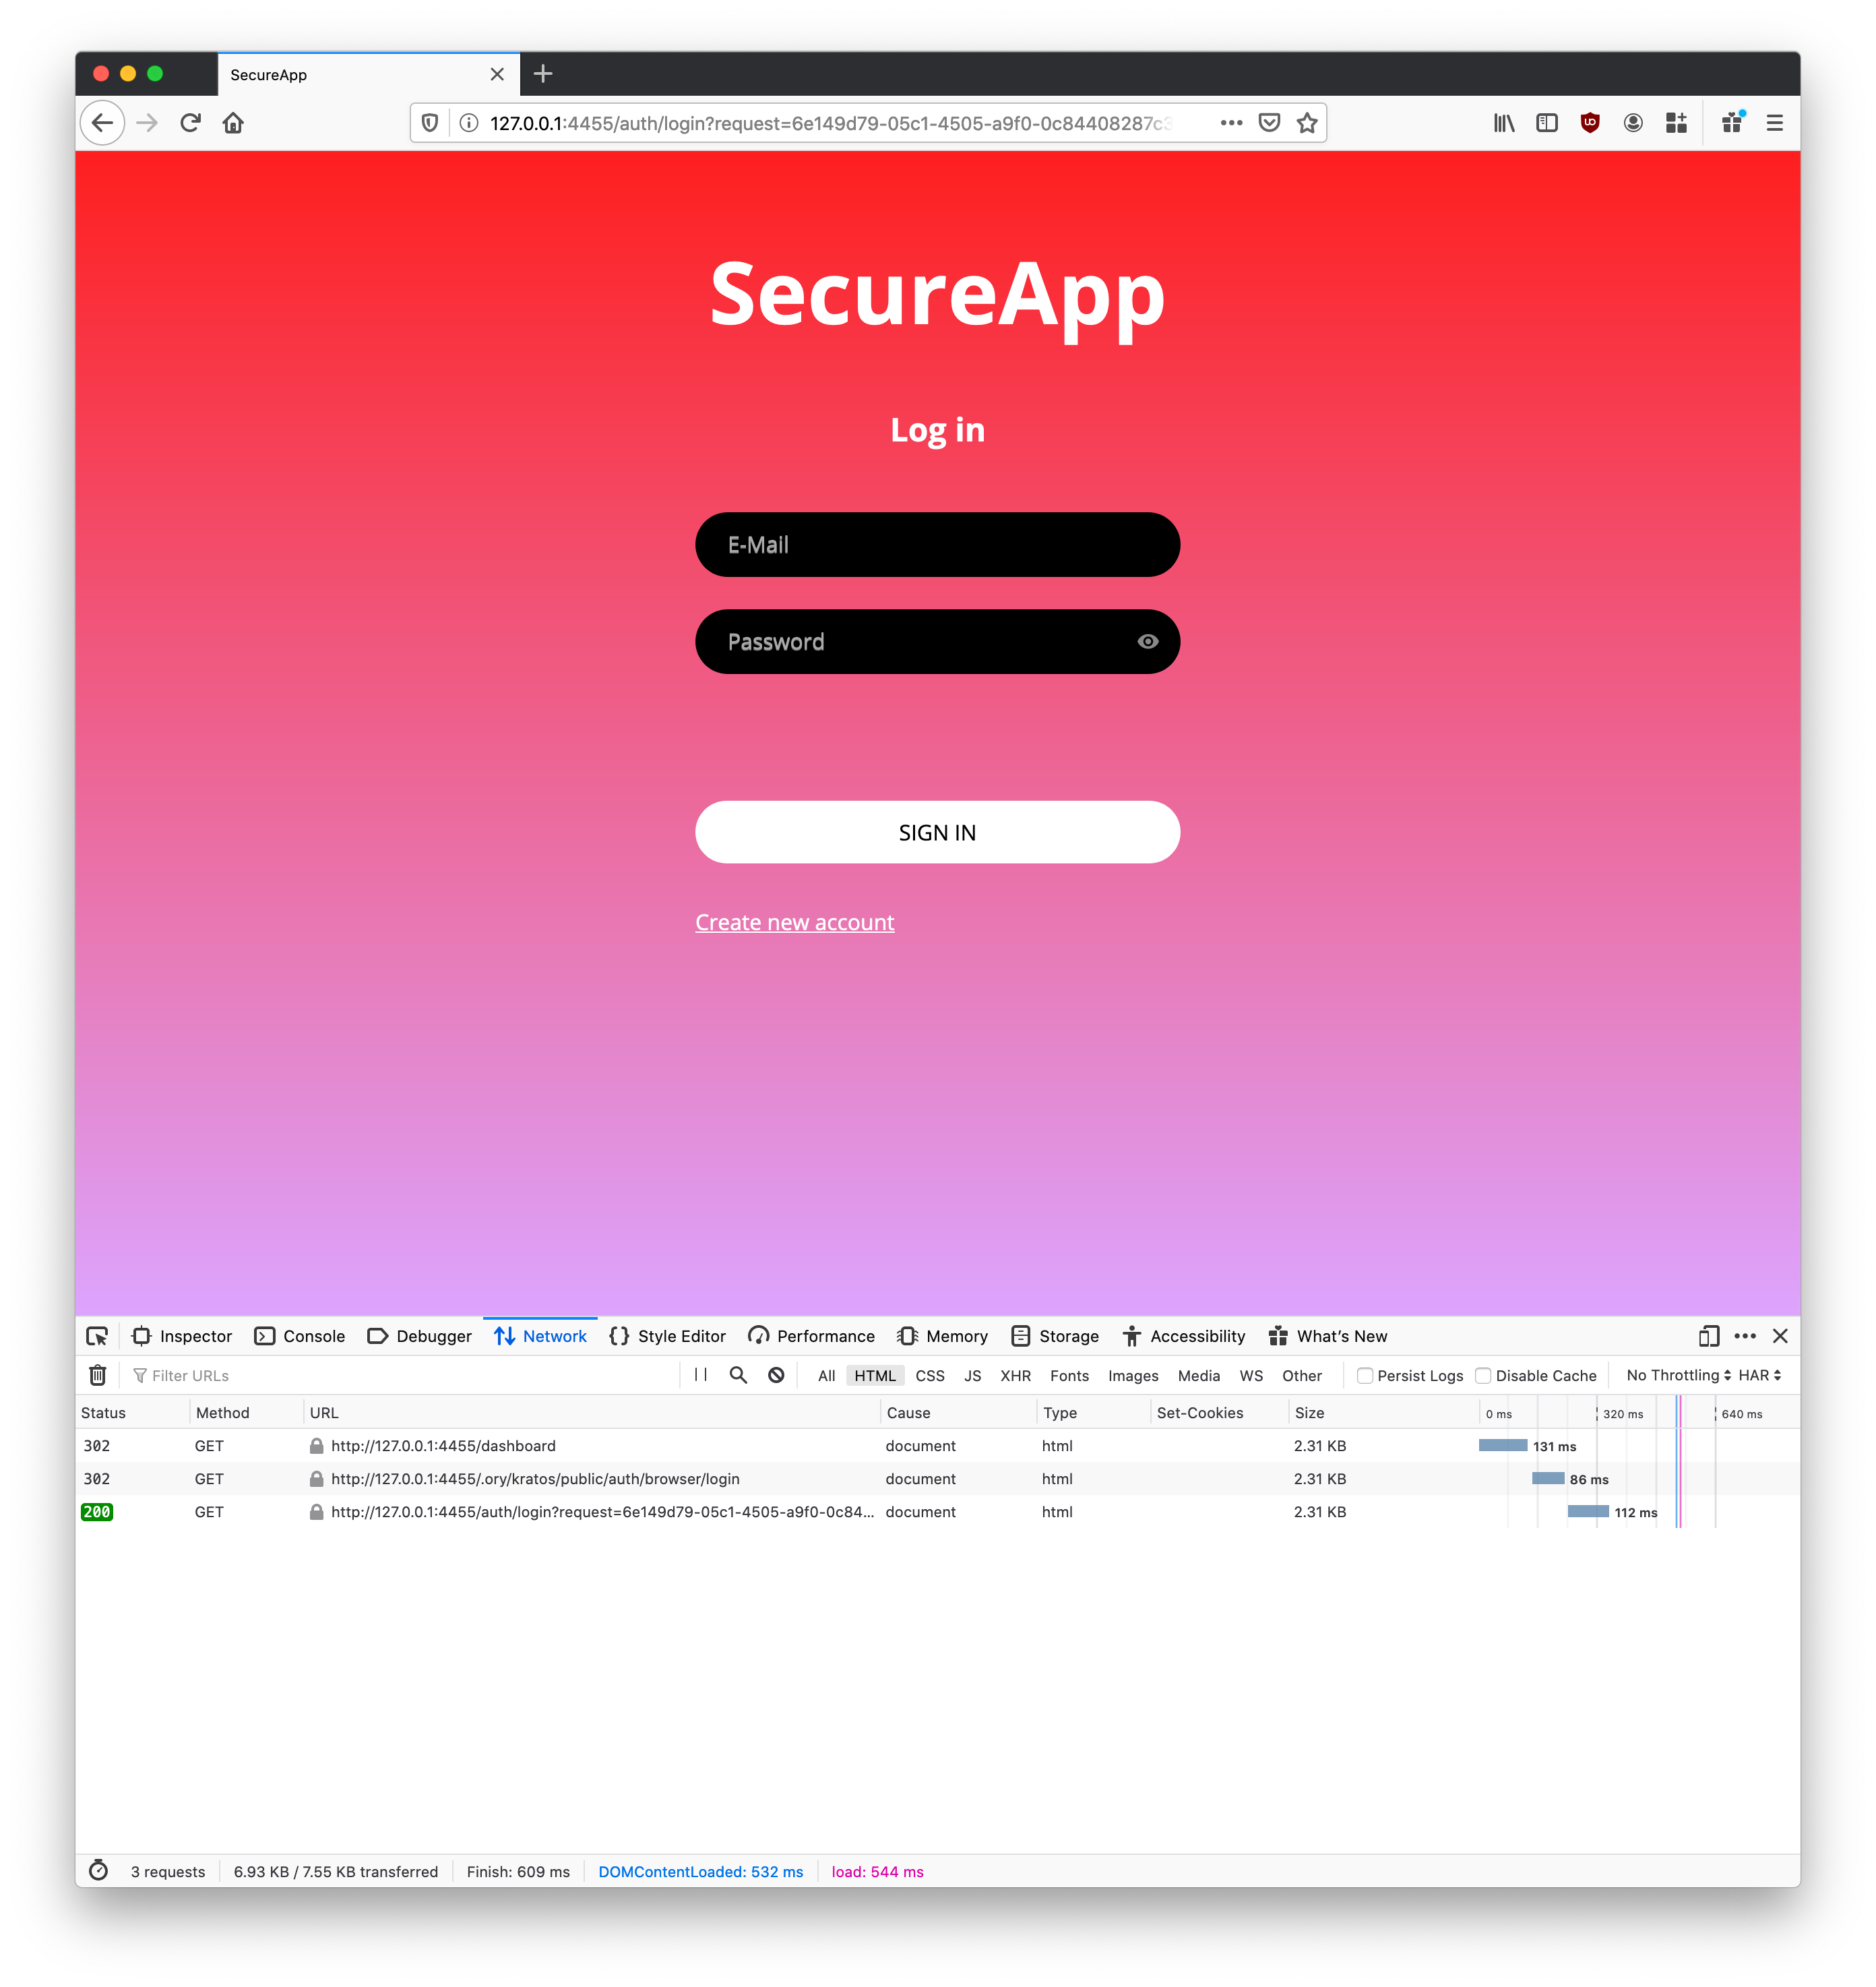 SecureApp
127.0.0.1:4455/auth/login?request=6e149d79-05c1-4505-a9f0-0c84408287c3
SecureApp
Log in
E-Mail
Password
SIGN IN
Create new account
Inspector Console Debugger Network Style Editor Performance Memory Storage Accessibility What's New
Filter URLs All HTML CSS JS XHR Fonts Images Media WS Other Persist Logs Disable Cache No Throttling HAR
Status Method URL Cause Type Set-Cookies Size 0 ms 320 ms 640 ms
302 GET http://127.0.0.1:4455/dashboard document html 2.31 KB 131 ms
302 GET http://127.0.0.1:4455/.ory/kratos/public/auth/browser/login document html 2.31 KB 86 ms
200 GET http://127.0.0.1:4455/auth/login?request=6e149d79-05c1-4505-a9f0-0c84... document html 2.31 KB 112 ms
3 requests 6.93 KB / 7.55 KB transferred Finish: 609 ms DOMContentLoaded: 532 ms load: 544 ms